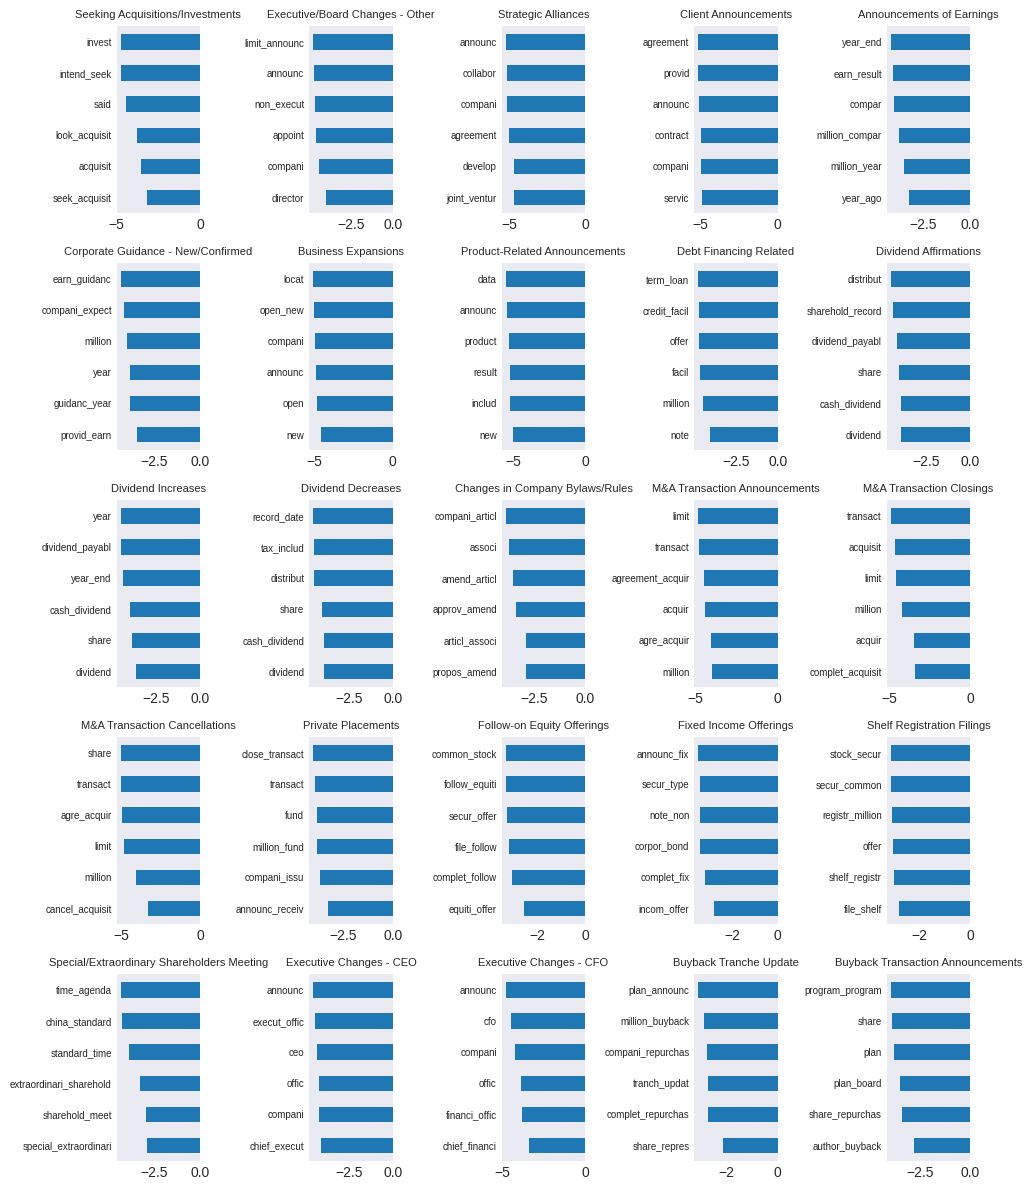 Seeking Acquisitions/Investments
invest
intend_seek
said
look_acquisit
acquisit
seek_acquisit
−5 0
Executive/Board Changes - Other
limit_announc
announc
non_execut
appoint
compani
director
−2.5 0.0
Strategic Alliances
announc
collabor
compani
agreement
develop
joint_ventur
−5 0
Client Announcements
agreement
provid
announc
contract
compani
servic
−5 0
Announcements of Earnings
year_end
earn_result
compar
million_compar
million_year
year_ago
−2.5 0.0
Corporate Guidance - New/Confirmed
earn_guidanc
compani_expect
million
year
guidanc_year
provid_earn
−2.5 0.0
Business Expansions
locat
open_new
compani
announc
open
new
−5 0
Product-Related Announcements
data
announc
product
result
includ
new
−5 0
Debt Financing Related
term_loan
credit_facil
offer
facil
million
note
−2.5 0.0
Dividend Affirmations
distribut
sharehold_record
dividend_payabl
share
cash_dividend
dividend
−2.5 0.0
Dividend Increases
year
dividend_payabl
year_end
cash_dividend
share
dividend
−2.5 0.0
Dividend Decreases
record_date
tax_includ
distribut
share
cash_dividend
dividend
−2.5 0.0
Changes in Company Bylaws/Rules
compani_articl
associ
amend_articl
approv_amend
articl_associ
propos_amend
−2.5 0.0
M&A Transaction Announcements
limit
transact
agreement_acquir
acquir
agre_acquir
million
−5 0
M&A Transaction Closings
transact
acquisit
limit
million
acquir
complet_acquisit
−5 0
M&A Transaction Cancellations
share
transact
agre_acquir
limit
million
cancel_acquisit
−5 0
Private Placements
close_transact
transact
fund
million_fund
compani_issu
announc_receiv
−2.5 0.0
Follow-on Equity Offerings
common_stock
follow_equiti
secur_offer
file_follow
complet_follow
equiti_offer
−2 0
Fixed Income Offerings
announc_fix
secur_type
note_non
corpor_bond
complet_fix
incom_offer
−2 0
Shelf Registration Filings
stock_secur
secur_common
registr_million
offer
shelf_registr
file_shelf
−2 0
Special/Extraordinary Shareholders Meeting
time_agenda
china_standard
standard_time
extraordinari_sharehold
sharehold_meet
special_extraordinari
−2.5 0.0
Executive Changes - CEO
announc
execut_offic
ceo
offic
compani
chief_execut
−2.5 0.0
Executive Changes - CFO
announc
cfo
compani
offic
financi_offic
chief_financi
−5 0
Buyback Tranche Update
plan_announc
million_buyback
compani_repurchas
tranch_updat
complet_repurchas
share_repres
−2 0
Buyback Transaction Announcements
program_program
share
plan
plan_board
share_repurchas
author_buyback
−2.5 0.0